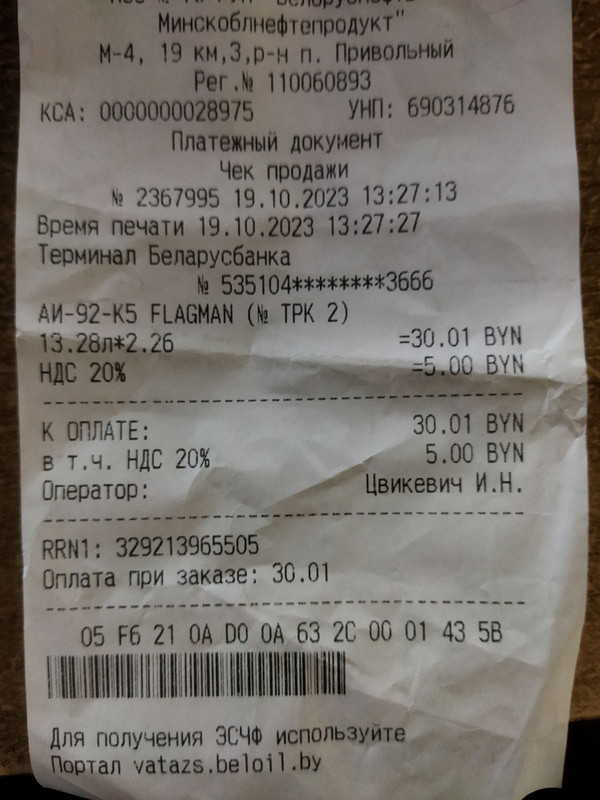 Минскоблнефтепродукт"
М-4, 19 км,3,р-н п. Привольный
Рег.№ 110060893
КСА: 0000000028975 УНП: 690314876
Платежный документ
Чек продажи
№ 2367995 19.10.2023 13:27:13
Время печати 19.10.2023 13:27:27
Терминал Беларусбанка
№ 535104********3666
АИ-92-К5 FLAGMAN (№ ТРК 2)
13.28л*2.26 =30.01 BYN
НДС 20% =5.00 BYN
К ОПЛАТЕ: 30.01 BYN
в т.ч. НДС 20% 5.00 BYN
Оператор: Цвикевич И.Н.
RRN1: 329213965505
Оплата при заказе: 30.01
05 F6 21 0A D0 0A 63 2C 00 01 43 5B
Для получения ЭСЧФ используйте
Портал vatazs.beloil.by